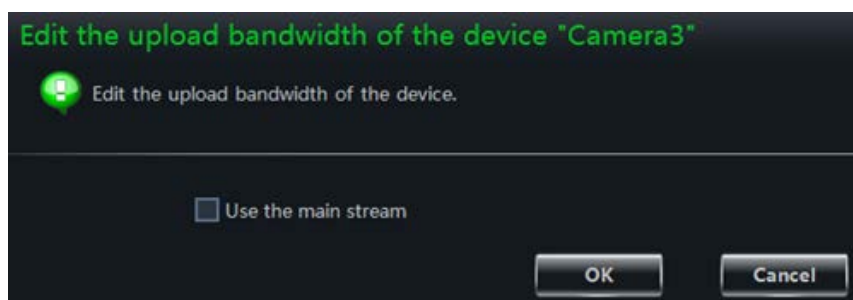 Edit the upload bandwidth of the device "Camera3"
Edit the upload bandwidth of the device.
Use the main stream
OK Cancel